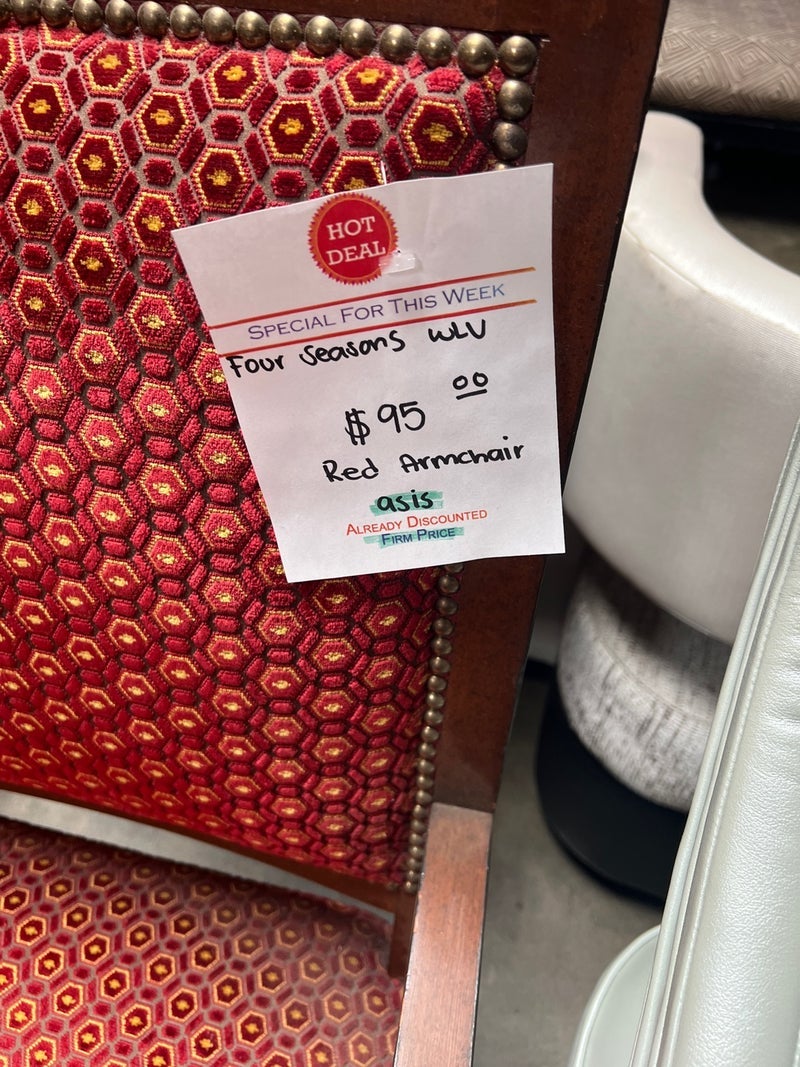 HOT
DEAL
SPECIAL FOR THIS WEEK
Four Seasons WLV
$95 00
Red Armchair
asis
ALREADY DISCOUNTED
FIRM PRICE